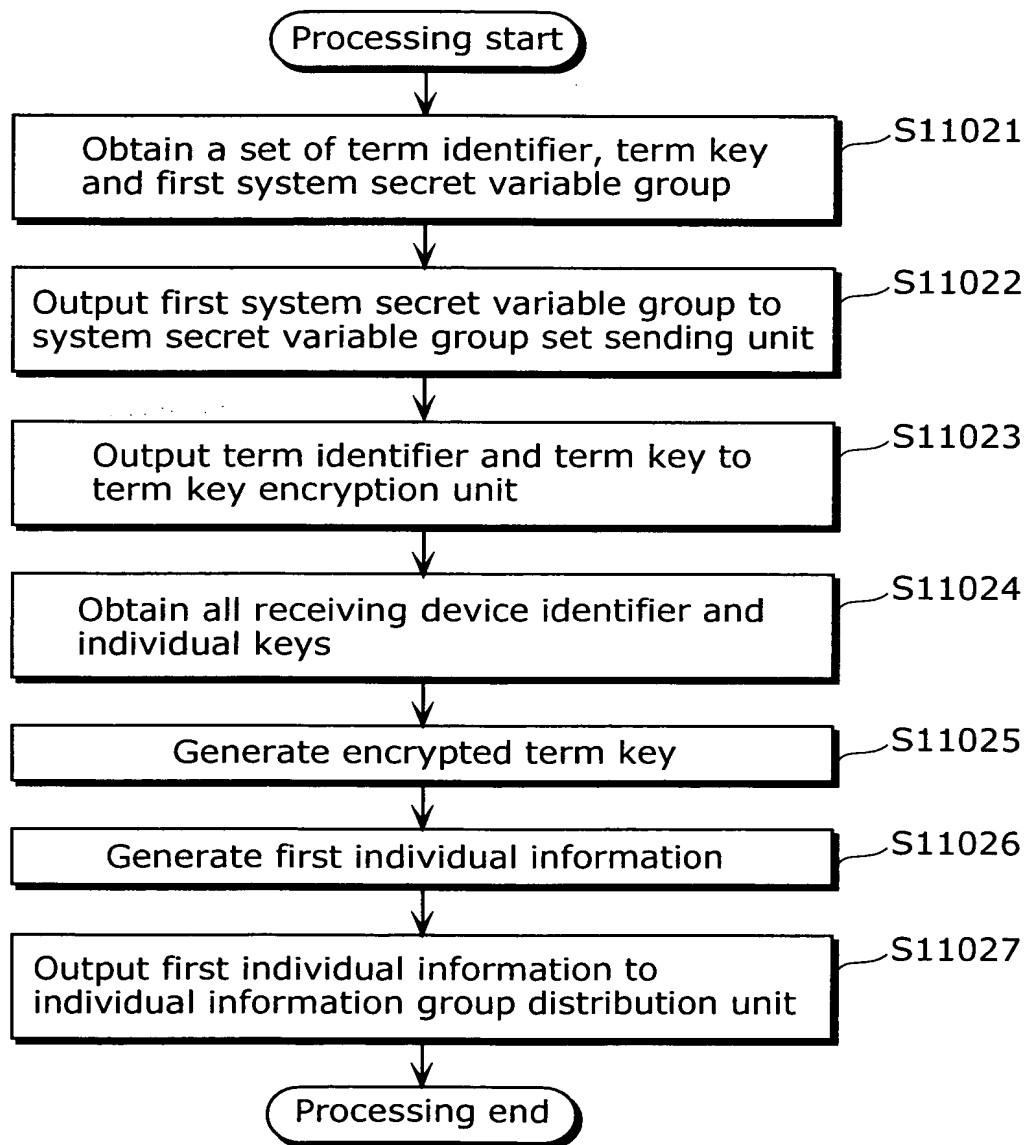 Processing start
S11021
Obtain a set of term identifier, term key
and first system secret variable group
S11022
Output first system secret variable group to
system secret variable group set sending unit
S11023
Output term identifier and term key to
term key encryption unit
S11024
Obtain all receiving device identifier and
individual keys
S11025
Generate encrypted term key
S11026
Generate first individual information
S11027
Output first individual information to
individual information group distribution unit
Processing end